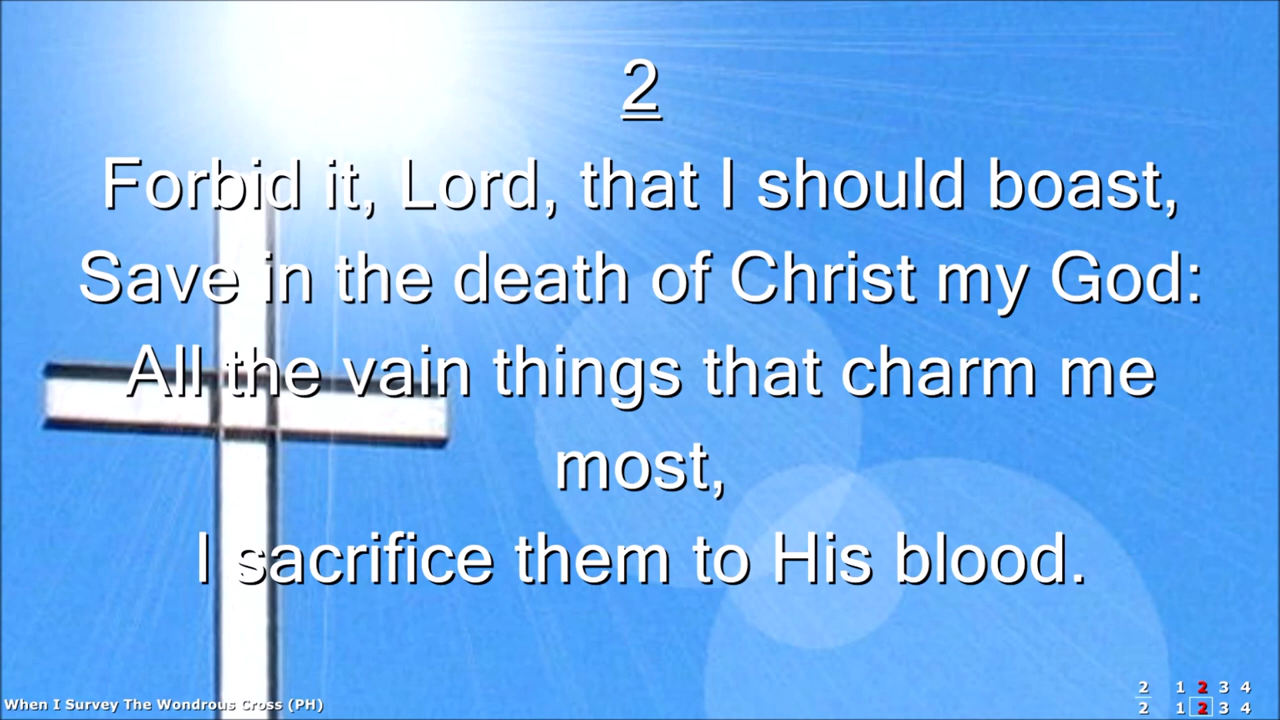 2
Forbid it, Lord, that I should boast,
Save in the death of Christ my God:
All the vain things that charm me
most,
I sacrifice them to His blood.
When I Survey The Wondrous Cross (PH)
2 1 2 3 4
2 1 2 3 4